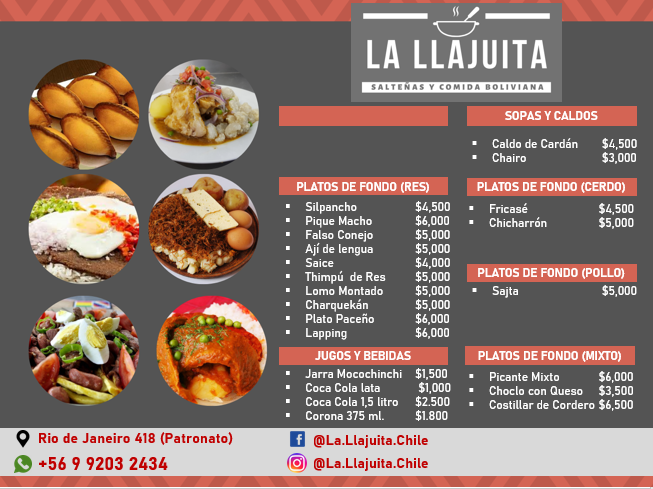 LA LLAJUITA
SALTEÑAS Y COMIDA BOLIVIANA
SOPAS Y CALDOS
Caldo de Cardán $4,500
Chairo $3,000
PLATOS DE FONDO (RES)
Silpancho $4,500
Pique Macho $6,000
Falso Conejo $5,000
Ají de lengua $5,000
Saice $4,000
Thimpú de Res $5,000
Lomo Montado $5,000
Charquekán $5,000
Plato Paceño $6,000
Lapping $6,000
PLATOS DE FONDO (CERDO)
Fricasé $4,500
Chicharrón $5,000
PLATOS DE FONDO (POLLO)
Sajta $5,000
JUGOS Y BEBIDAS
Jarra Mocochinchi $1,500
Coca Cola lata $1,000
Coca Cola 1,5 litro $2.500
Corona 375 ml. $1.800
PLATOS DE FONDO (MIXTO)
Picante Mixto $6,000
Choclo con Queso $3,500
Costillar de Cordero $6,500
Rio de Janeiro 418 (Patronato)
@La.Llajuita.Chile
+56 9 9203 2434
@La.Llajuita.Chile